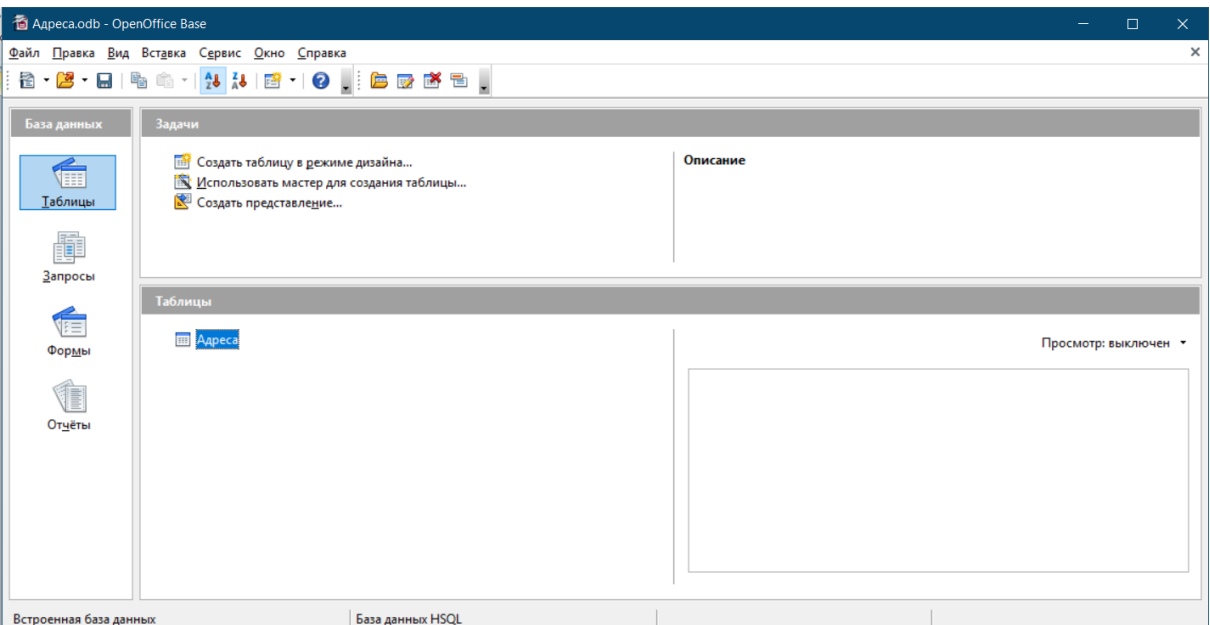 Адреса.odb - OpenOffice Base
Файл Правка Вид Вставка Сервис Окно Справка
База данных
Задачи
Таблицы
Запросы
Формы
Отчёты
Создать таблицу в режиме дизайна...
Использовать мастер для создания таблицы...
Создать представление...
Описание
Таблицы
Адреса
Просмотр: выключен
Встроенная база данных
База данных HSQL